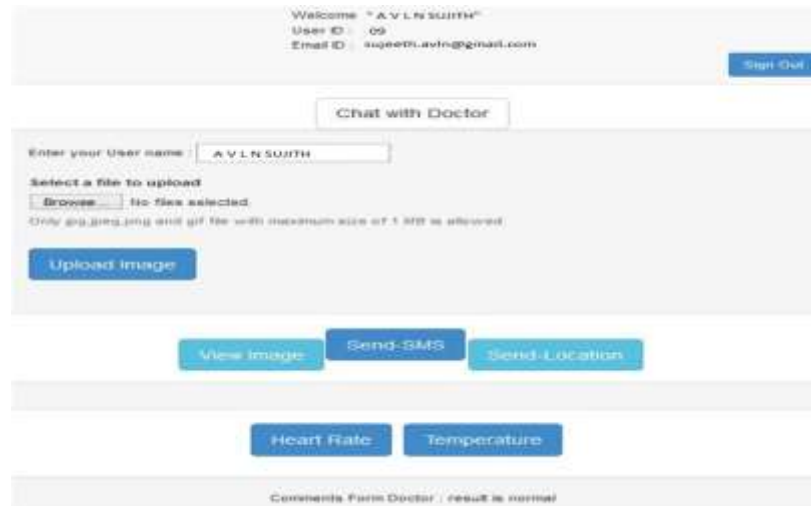 Welcome " A V L N SUJITH"
User ID : 09
Email ID : sujeeth.avln@gmail.com
Sign Out
Chat with Doctor
Enter your User name : A V L N SUJITH
Select a file to upload
Browse... No files selected.
Only jpg,jpeg,png and gif file with maximum size of 1 MB is allowed
Upload Image
View Image Send-SMS Send-Location
Heart Rate Temperature
Comments Form Doctor : result is normal